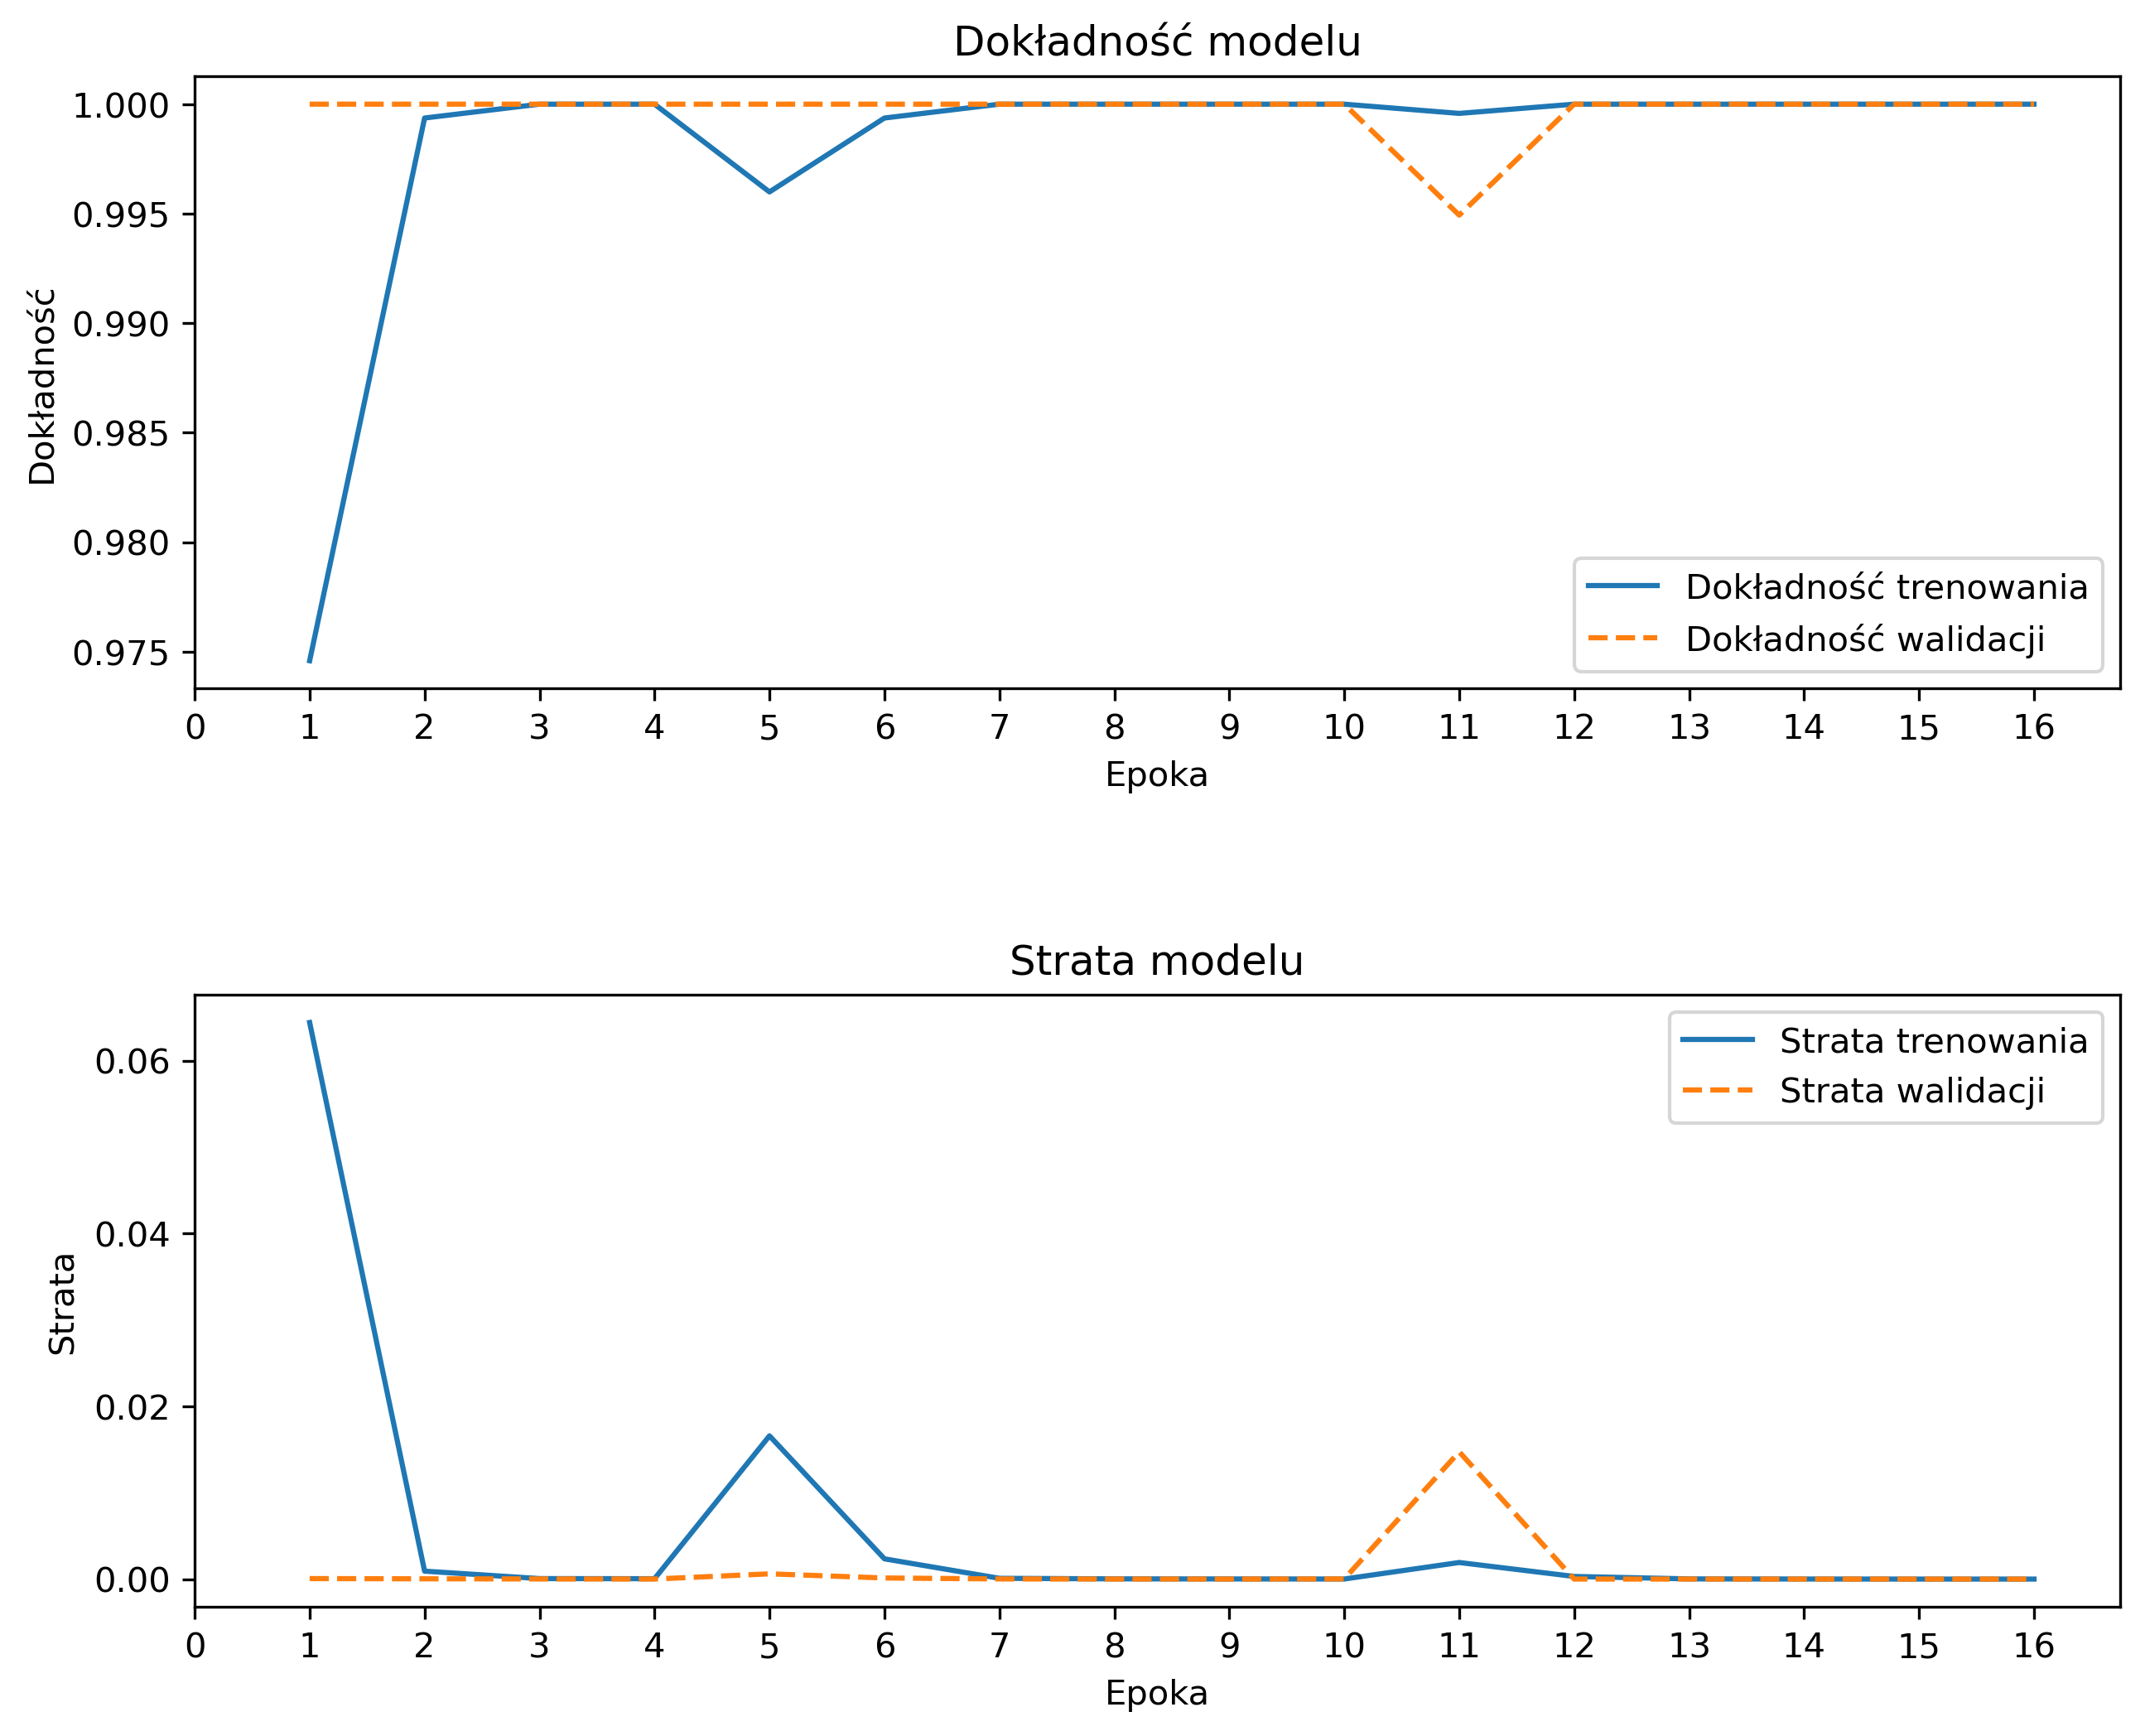 Dokładność modelu
1.000
0.995
0.990
0.985
0.980
0.975
Dokładność
Dokładność trenowania
Dokładność walidacji
0 1 2 3 4 5 6 7 8 9 10 11 12 13 14 15 16
Epoka
Strata modelu
0.06
0.04
0.02
0.00
Strata
Strata trenowania
Strata walidacji
0 1 2 3 4 5 6 7 8 9 10 11 12 13 14 15 16
Epoka